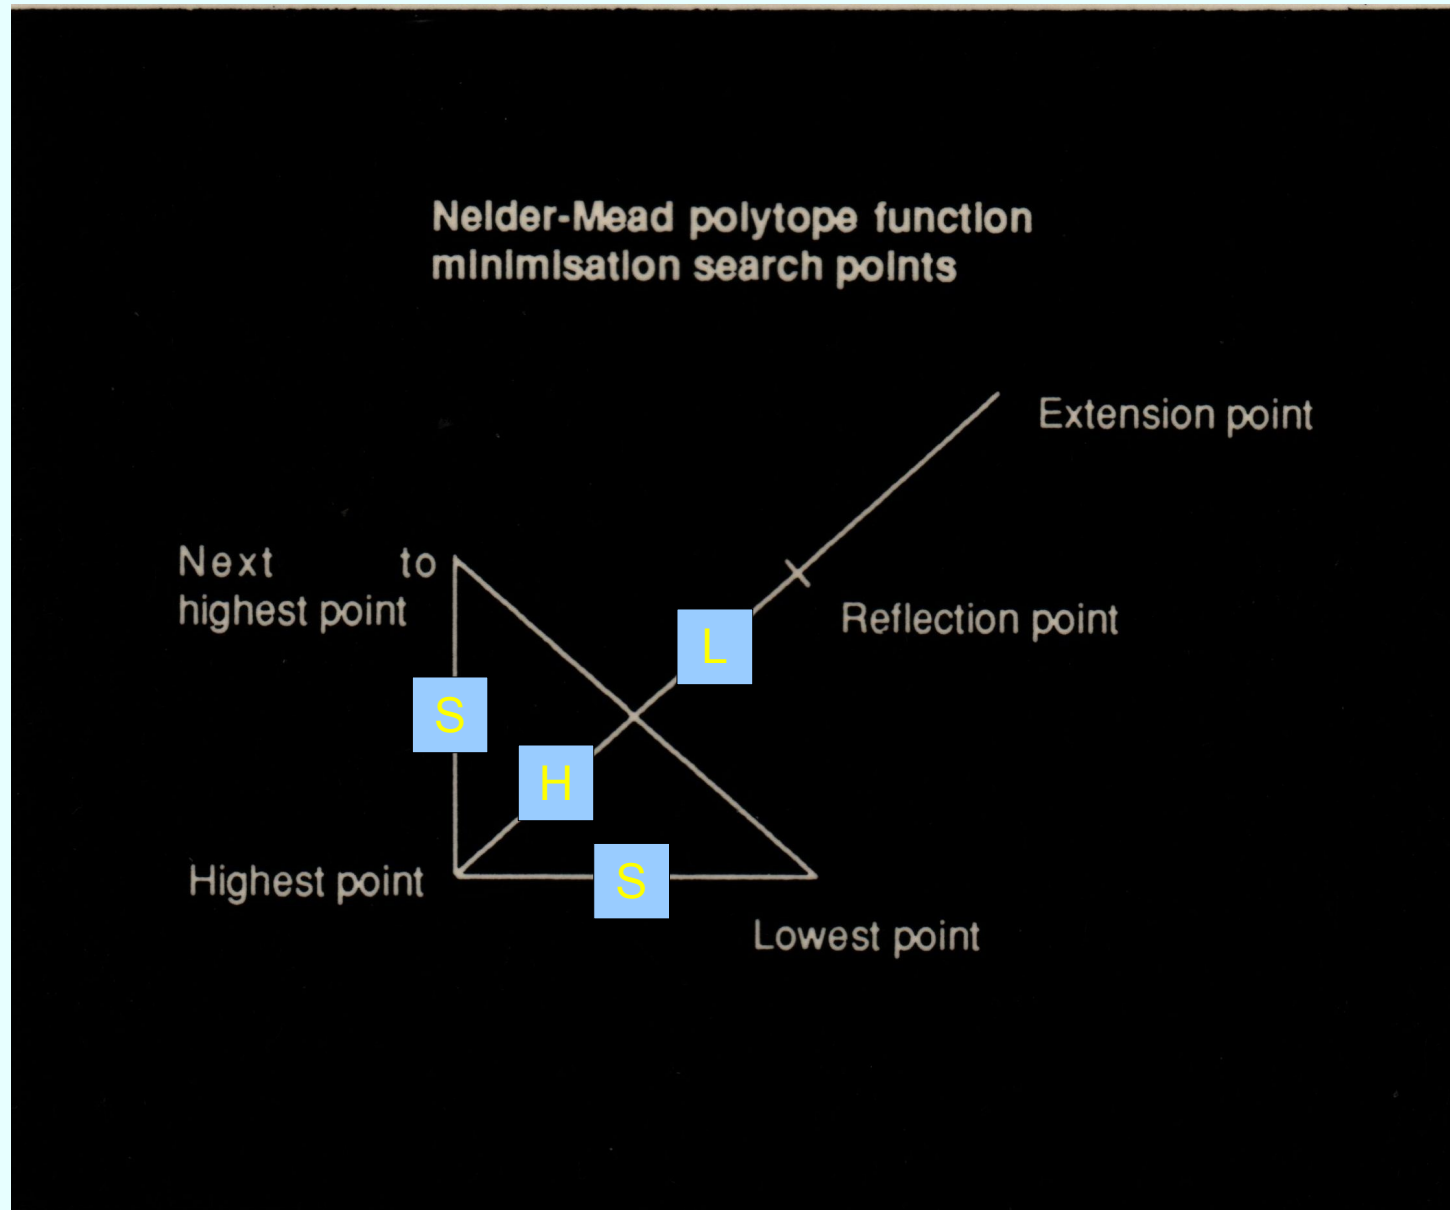 Nelder-Mead polytope function
minimisation search points
Extension point
Next to
highest point
Reflection point
L
S
H
Highest point
S
Lowest point